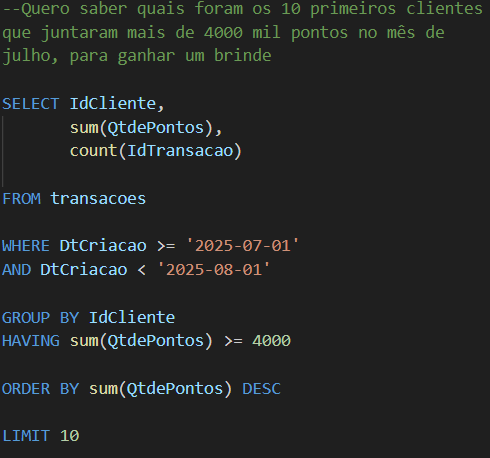 --Quero saber quais foram os 10 primeiros clientes
que juntaram mais de 4000 mil pontos no mês de
julho, para ganhar um brinde
SELECT IdCliente,
sum(QtdePontos),
count(IdTransacao)
FROM transacoes
WHERE DtCriacao >= '2025-07-01'
AND DtCriacao < '2025-08-01'
GROUP BY IdCliente
HAVING sum(QtdePontos) >= 4000
ORDER BY sum(QtdePontos) DESC
LIMIT 10